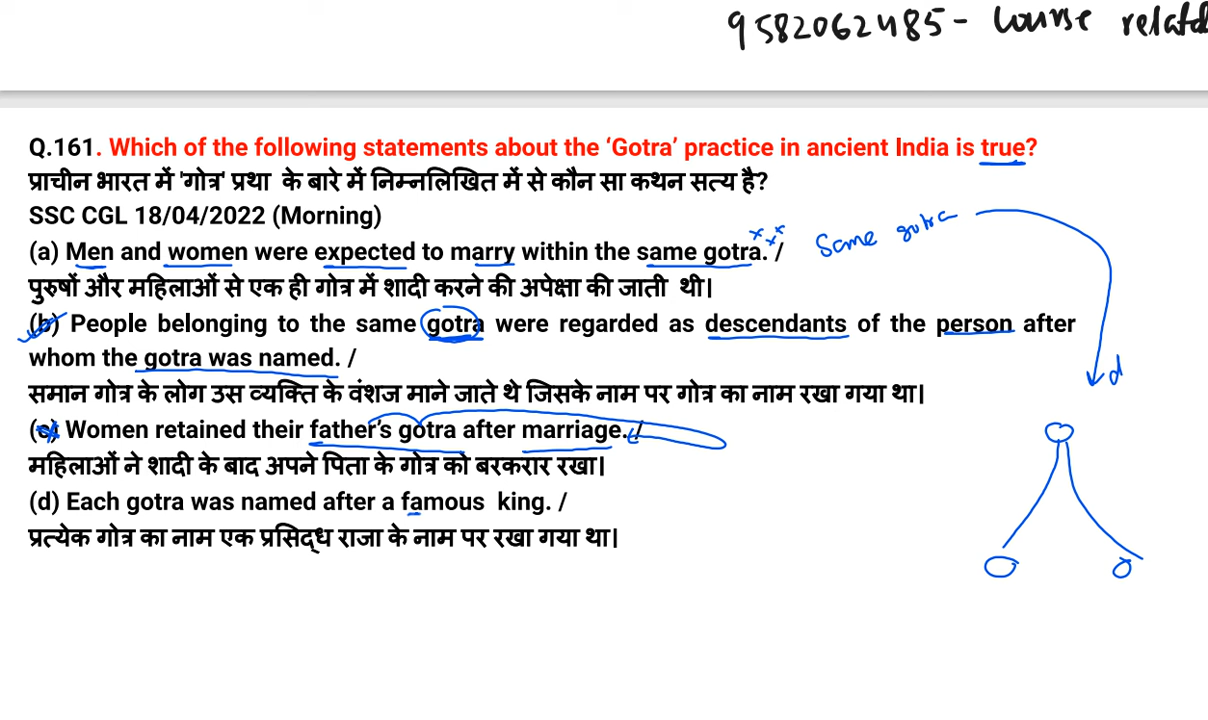 9582062485 - Course related
Q.161. Which of the following statements about the ‘Gotra’ practice in ancient India is true?
प्राचीन भारत में 'गोत्र' प्रथा के बारे में निम्नलिखित में से कौन सा कथन सत्य है?
SSC CGL 18/04/2022 (Morning)
(a) Men and women were expected to marry within the same gotra. / Same gotra
पुरुषों और महिलाओं से एक ही गोत्र में शादी करने की अपेक्षा की जाती थी।
(b) People belonging to the same gotra were regarded as descendants of the person after
whom the gotra was named. /
समान गोत्र के लोग उस व्यक्ति के वंशज माने जाते थे जिसके नाम पर गोत्र का नाम रखा गया था।
d
(c) Women retained their father’s gotra after marriage. /
महिलाओं ने शादी के बाद अपने पिता के गोत्र को बरकरार रखा।
(d) Each gotra was named after a famous king. /
प्रत्येक गोत्र का नाम एक प्रसिद्ध राजा के नाम पर रखा गया था।